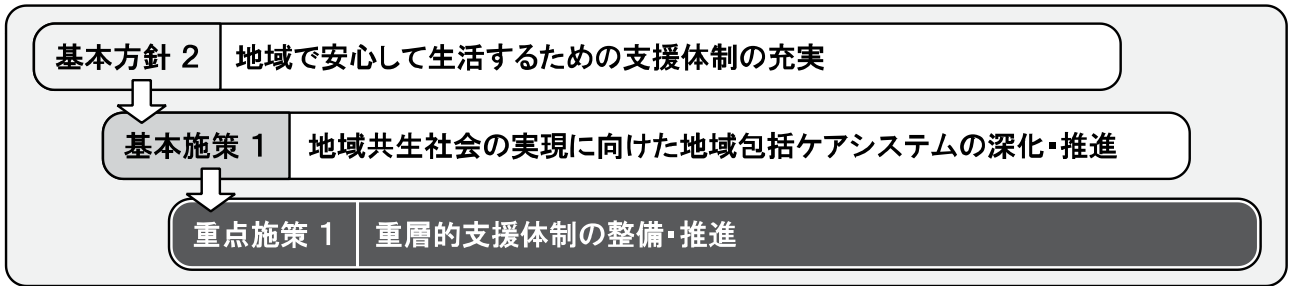 基本方針 2 地域で安心して生活するための支援体制の充実
基本施策 1 地域共生社会の実現に向けた地域包括ケアシステムの深化・推進
重点施策 1 重層的支援体制の整備・推進